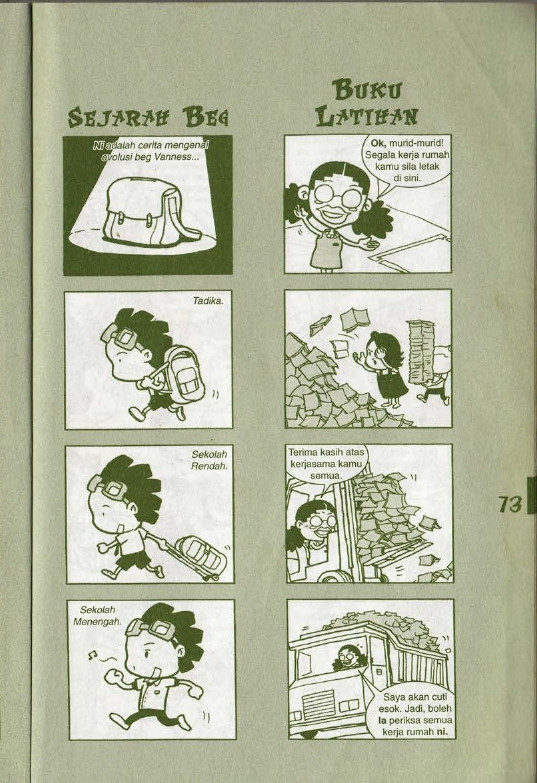 SEJARAH BEG
Ni adalah cerita mengenai
evolusi beg Vanness...
Tadika.
Sekolah
Rendah.
Sekolah
Menengah.
BUKU
LATIHAN
Ok, murid-murid!
Segala kerja rumah
kamu sila letak
di sini.
Terima kasih atas
kerjasama kamu
semua.
Saya akan cuti
esok. Jadi, boleh
la periksa semua
kerja rumah ni.
73